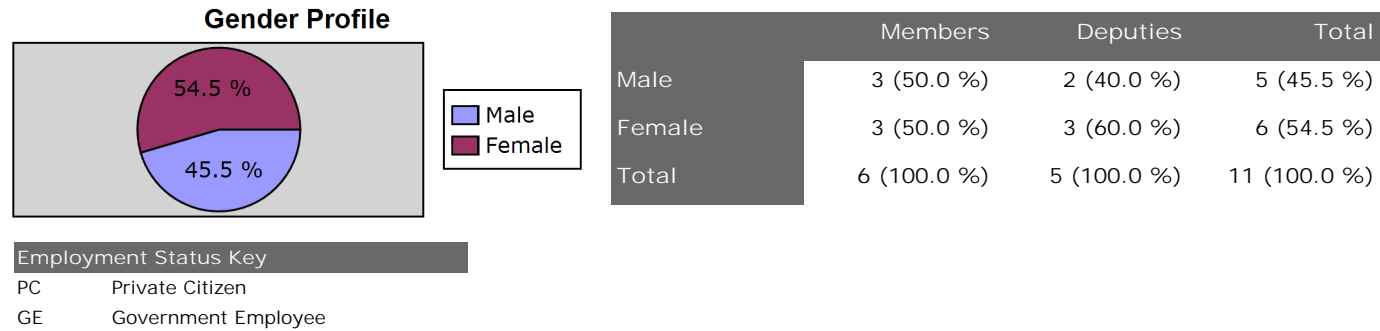 Gender Profile
54.5 %
45.5 %
Male
Female
Members Deputies Total
Male 3 (50.0 %) 2 (40.0 %) 5 (45.5 %)
Female 3 (50.0 %) 3 (60.0 %) 6 (54.5 %)
Total 6 (100.0 %) 5 (100.0 %) 11 (100.0 %)
Employment Status Key
PC Private Citizen
GE Government Employee